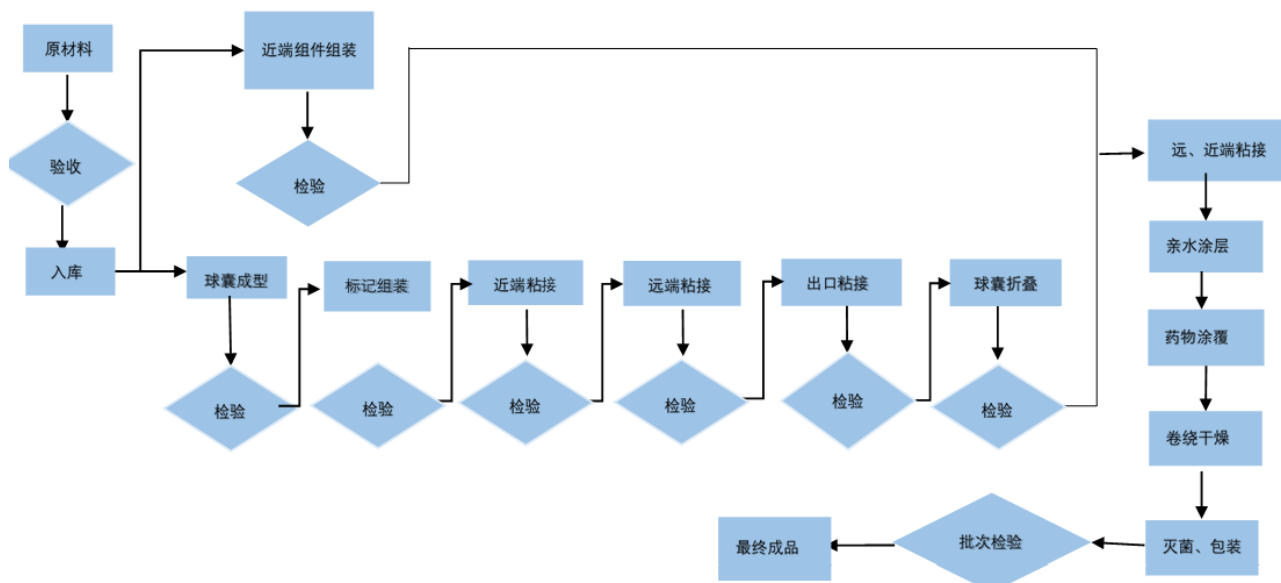 原材料
近端组件组装
验收
检验
远、近端粘接
入库
球囊成型
标记组装
近端粘接
远端粘接
出口粘接
球囊折叠
亲水涂层
药物涂覆
检验
检验
检验
检验
检验
检验
卷绕干燥
最终成品
批次检验
灭菌、包装